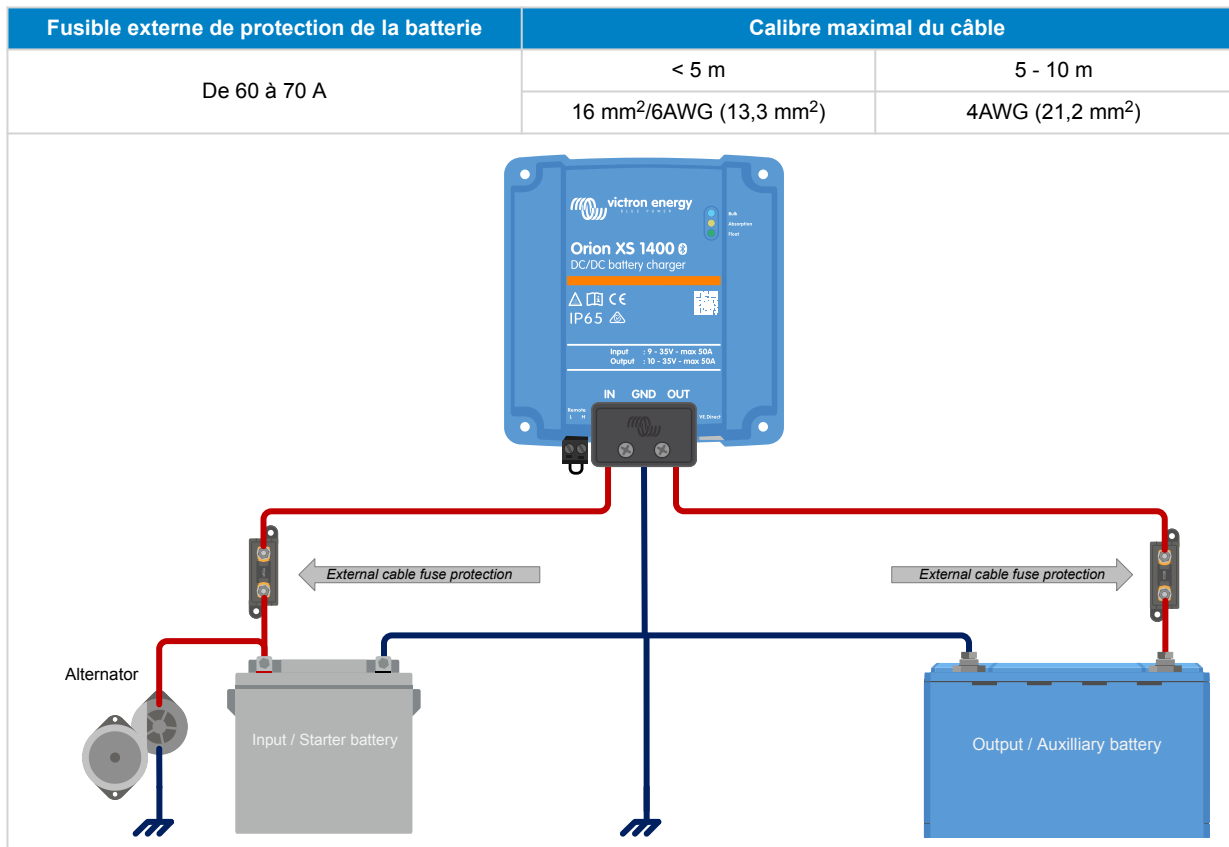 Fusible externe de protection de la batterie
Calibre maximal du câble
De 60 à 70 A
< 5 m
5 - 10 m
16 mm²/6AWG (13,3 mm²)
4AWG (21,2 mm²)
victron energy
BLUE POWER
Bulk
Absorption
Float
Orion XS 1400
DC/DC battery charger
CE
IP65
Input : 9 - 35V - max 50A
Output : 10 - 35V - max 50A
IN GND OUT
Remote
L H
VE.Direct
External cable fuse protection
External cable fuse protection
Alternator
Input / Starter battery
Output / Auxilliary battery